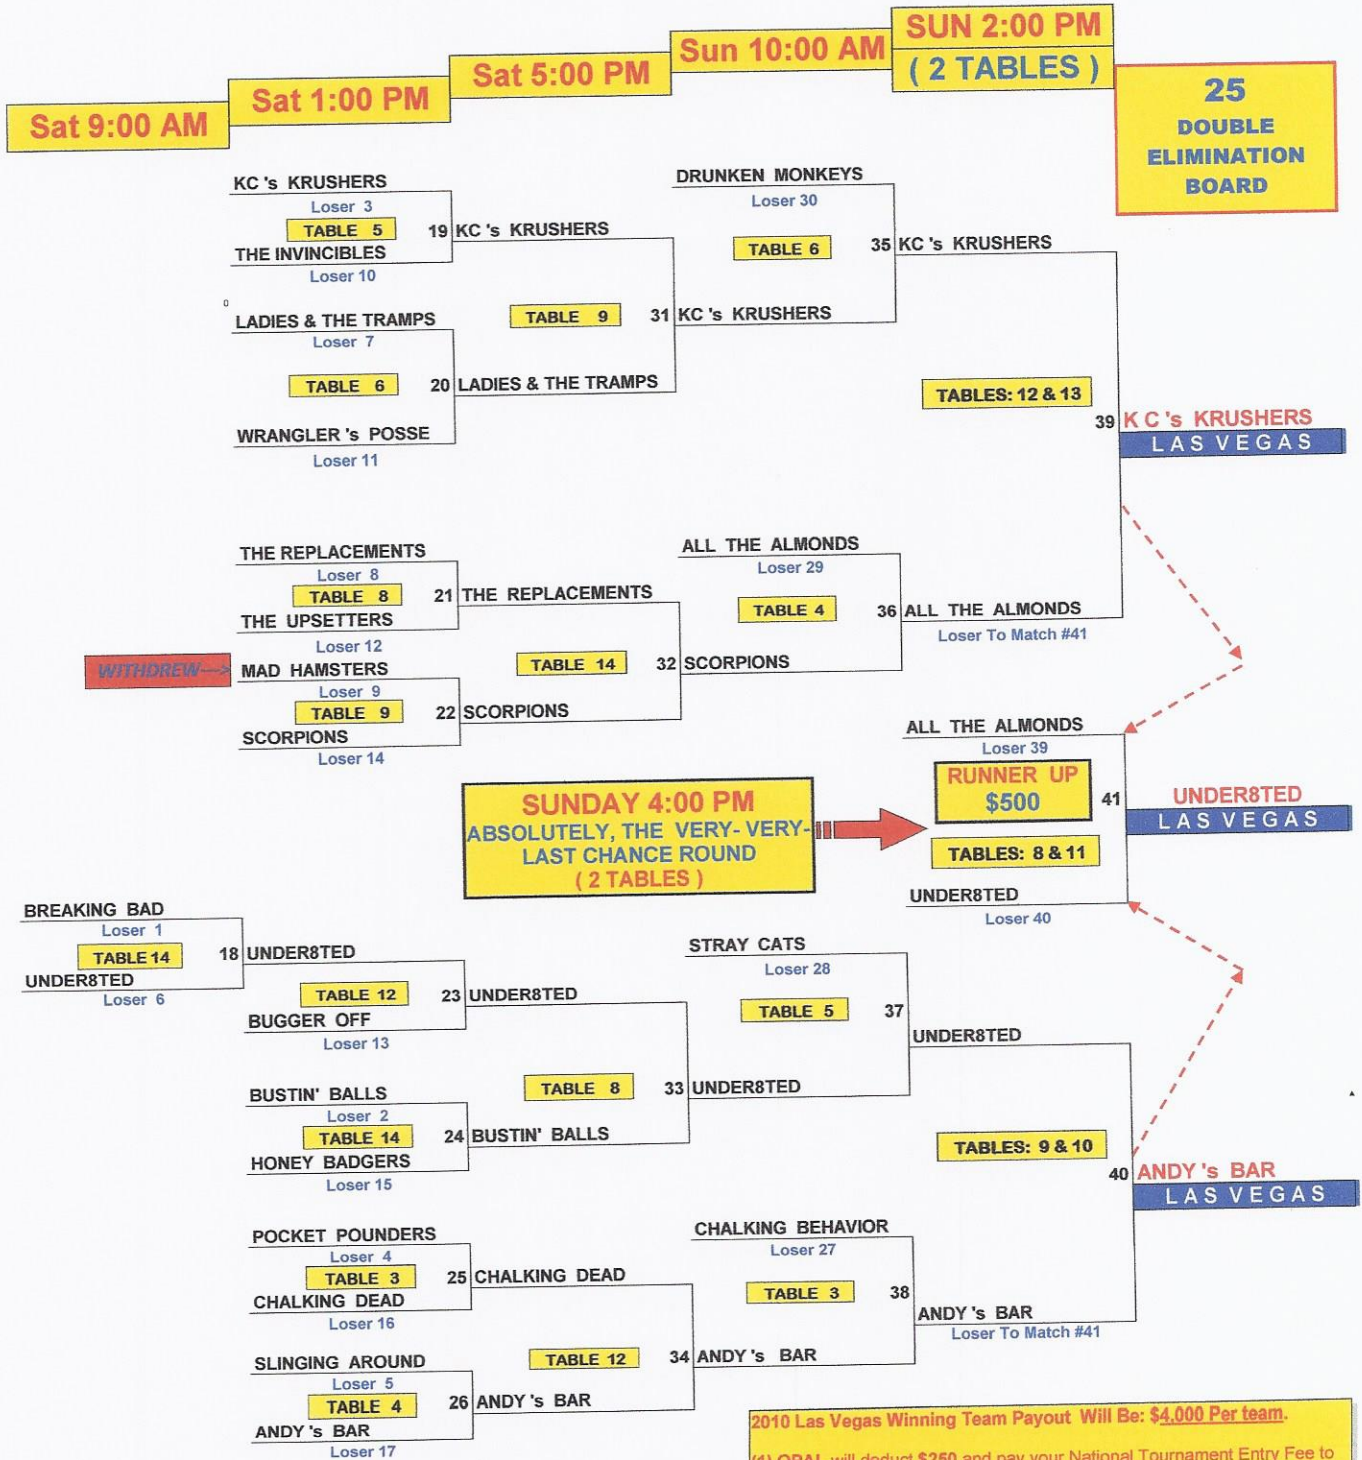 SUN 2:00 PM
( 2 TABLES )
Sun 10:00 AM
Sat 5:00 PM
Sat 1:00 PM
Sat 9:00 AM
25
DOUBLE
ELIMINATION
BOARD
KC 's KRUSHERS
Loser 3
TABLE 5
19 KC 's KRUSHERS
THE INVINCIBLES
Loser 10
LADIES & THE TRAMPS
Loser 7
TABLE 6
20 LADIES & THE TRAMPS
WRANGLER 's POSSE
Loser 11
TABLE 9
31 KC 's KRUSHERS
DRUNKEN MONKEYS
Loser 30
TABLE 6
35 KC 's KRUSHERS
TABLES: 12 & 13
39 K C 's KRUSHERS
LAS VEGAS
THE REPLACEMENTS
Loser 8
TABLE 8
21 THE REPLACEMENTS
THE UPSETTERS
Loser 12
WITHDREW--->
MAD HAMSTERS
Loser 9
TABLE 9
22 SCORPIONS
SCORPIONS
Loser 14
TABLE 14
32 SCORPIONS
ALL THE ALMONDS
Loser 29
TABLE 4
36 ALL THE ALMONDS
Loser To Match #41
SUNDAY 4:00 PM
ABSOLUTELY, THE VERY- VERY-
LAST CHANCE ROUND
( 2 TABLES )
ALL THE ALMONDS
Loser 39
RUNNER UP
$500
41 UNDER8TED
LAS VEGAS
TABLES: 8 & 11
UNDER8TED
Loser 40
BREAKING BAD
Loser 1
TABLE 14
18 UNDER8TED
UNDER8TED
Loser 6
TABLE 12
23 UNDER8TED
BUGGER OFF
Loser 13
BUSTIN' BALLS
Loser 2
TABLE 14
24 BUSTIN' BALLS
HONEY BADGERS
Loser 15
TABLE 8
33 UNDER8TED
STRAY CATS
Loser 28
TABLE 5
37
UNDER8TED
TABLES: 9 & 10
40 ANDY 's BAR
LAS VEGAS
POCKET POUNDERS
Loser 4
TABLE 3
25 CHALKING DEAD
CHALKING DEAD
Loser 16
SLINGING AROUND
Loser 5
TABLE 4
26 ANDY 's BAR
ANDY 's BAR
Loser 17
TABLE 12
34 ANDY 's BAR
CHALKING BEHAVIOR
Loser 27
TABLE 3
38
ANDY 's BAR
Loser To Match #41
2010 Las Vegas Winning Team Payout Will Be: $4,000 Per team.
(1) OPAL will deduct $250 and pay your National Tournament Entry Fee to